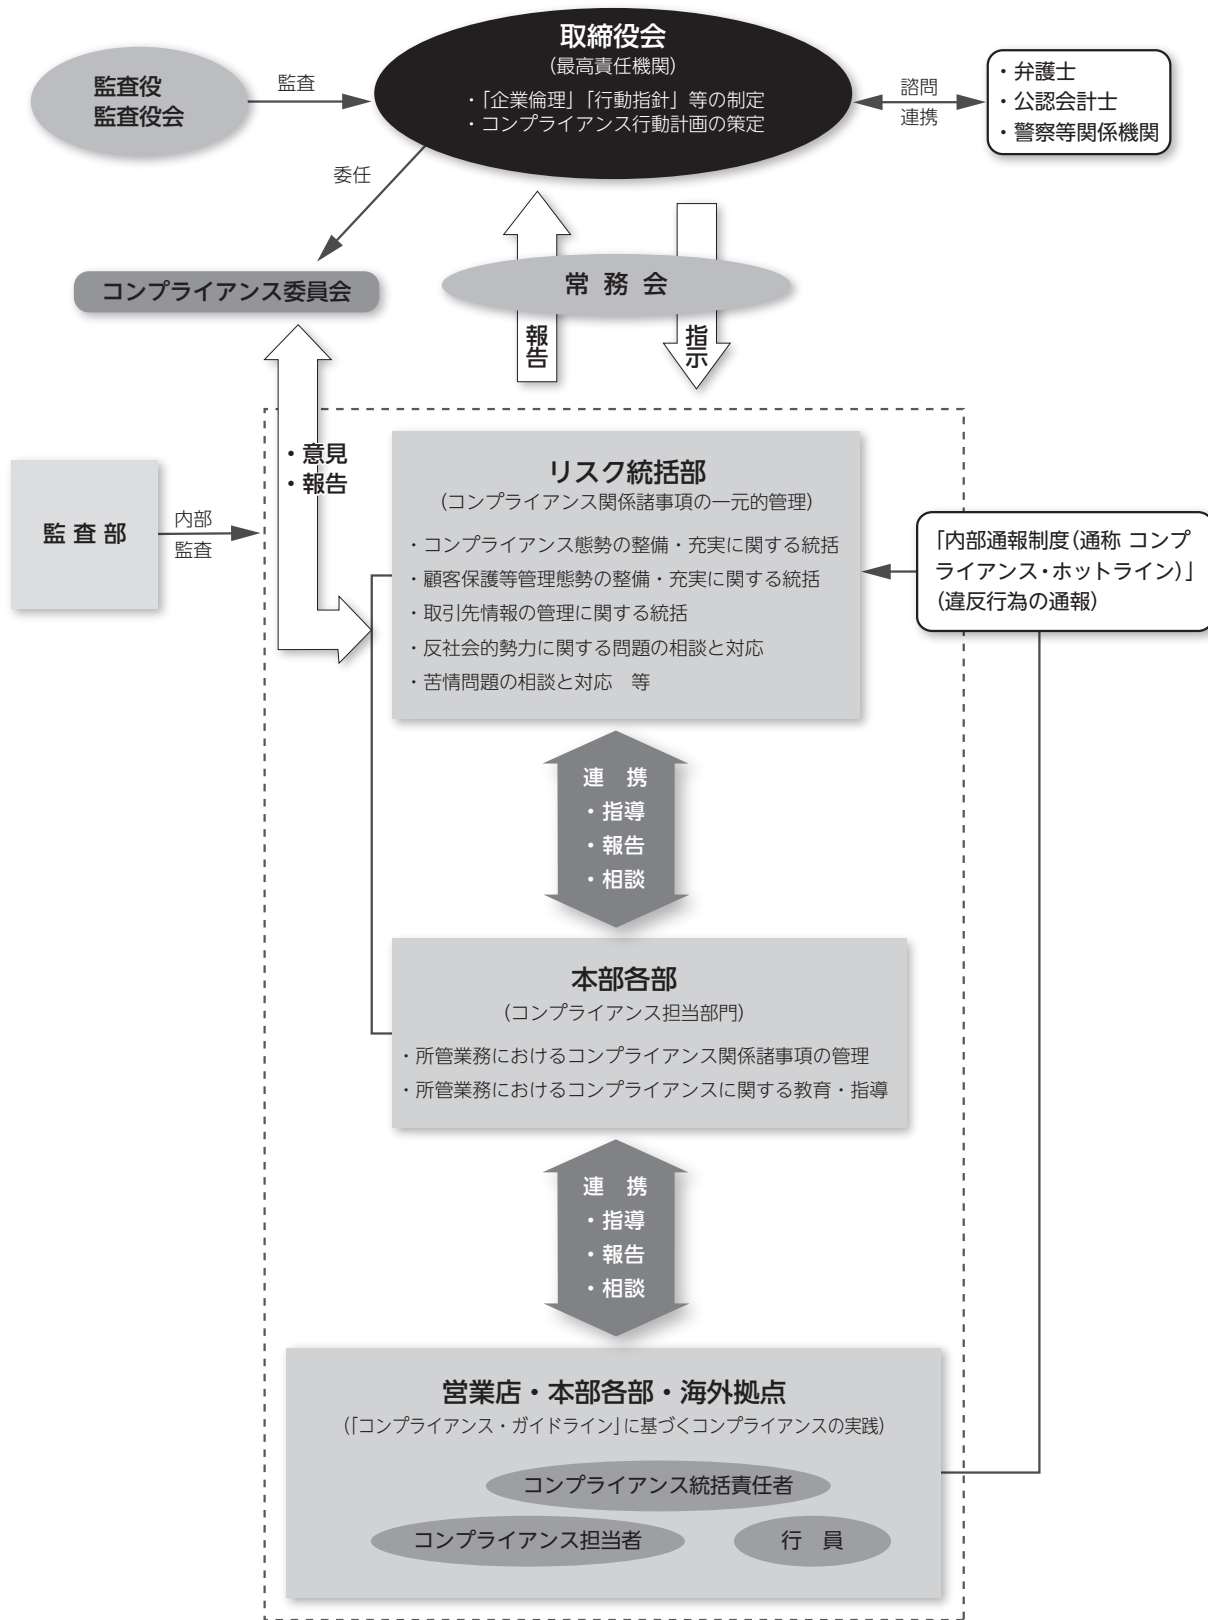 取締役会
(最高責任機関)
・「企業倫理」「行動指針」等の制定
・コンプライアンス行動計画の策定
監査役
監査役会
監査
諮問
連携
・弁護士
・公認会計士
・警察等関係機関
委任
コンプライアンス委員会
常務会
報告
指示
・意見
・報告
監査部
内部
監査
リスク統括部
(コンプライアンス関係諸事項の一元的管理)
・コンプライアンス態勢の整備・充実に関する統括
・顧客保護等管理態勢の整備・充実に関する統括
・取引先情報の管理に関する統括
・反社会的勢力に関する問題の相談と対応
・苦情問題の相談と対応 等
「内部通報制度(通称 コンプ
ライアンス・ホットライン)」
(違反行為の通報)
連 携
・指導
・報告
・相談
本部各部
(コンプライアンス担当部門)
・所管業務におけるコンプライアンス関係諸事項の管理
・所管業務におけるコンプライアンスに関する教育・指導
連 携
・指導
・報告
・相談
営業店・本部各部・海外拠点
(「コンプライアンス・ガイドライン」に基づくコンプライアンスの実践)
コンプライアンス統括責任者
コンプライアンス担当者
行 員